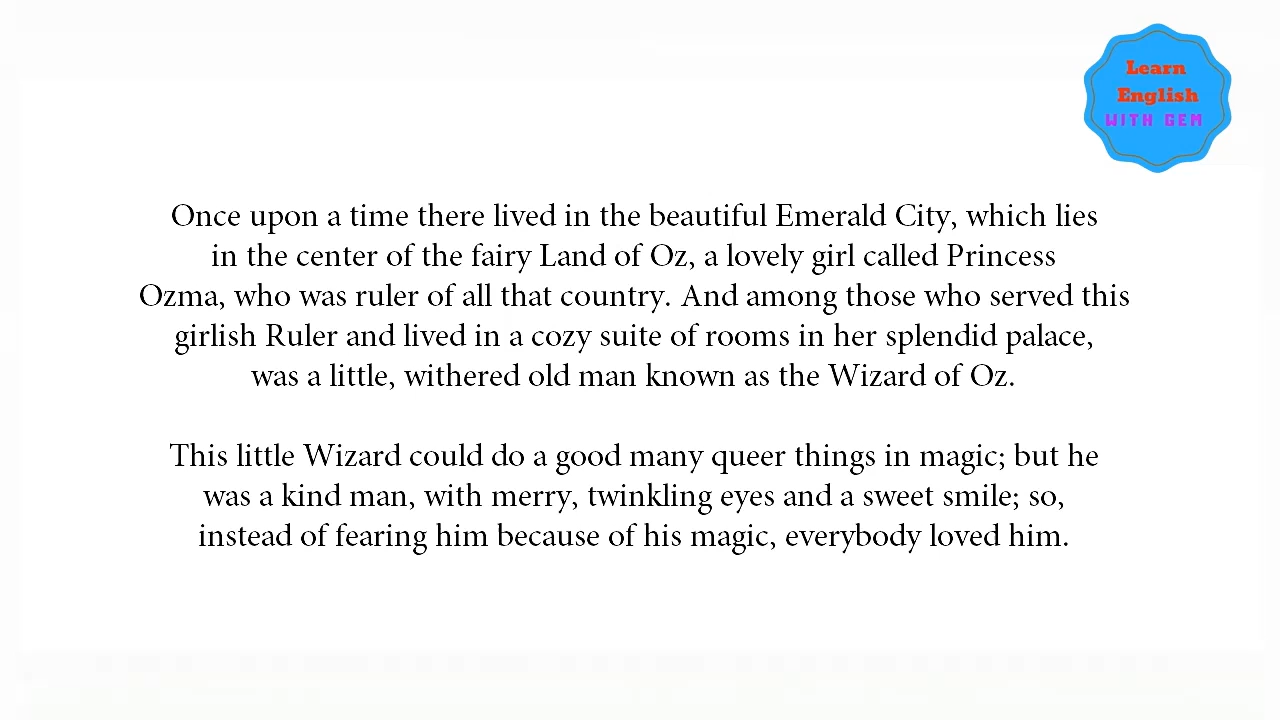 Learn
English
WITH GEM
Once upon a time there lived in the beautiful Emerald City, which lies
in the center of the fairy Land of Oz, a lovely girl called Princess
Ozma, who was ruler of all that country. And among those who served this
girlish Ruler and lived in a cozy suite of rooms in her splendid palace,
was a little, withered old man known as the Wizard of Oz.
This little Wizard could do a good many queer things in magic; but he
was a kind man, with merry, twinkling eyes and a sweet smile; so,
instead of fearing him because of his magic, everybody loved him.